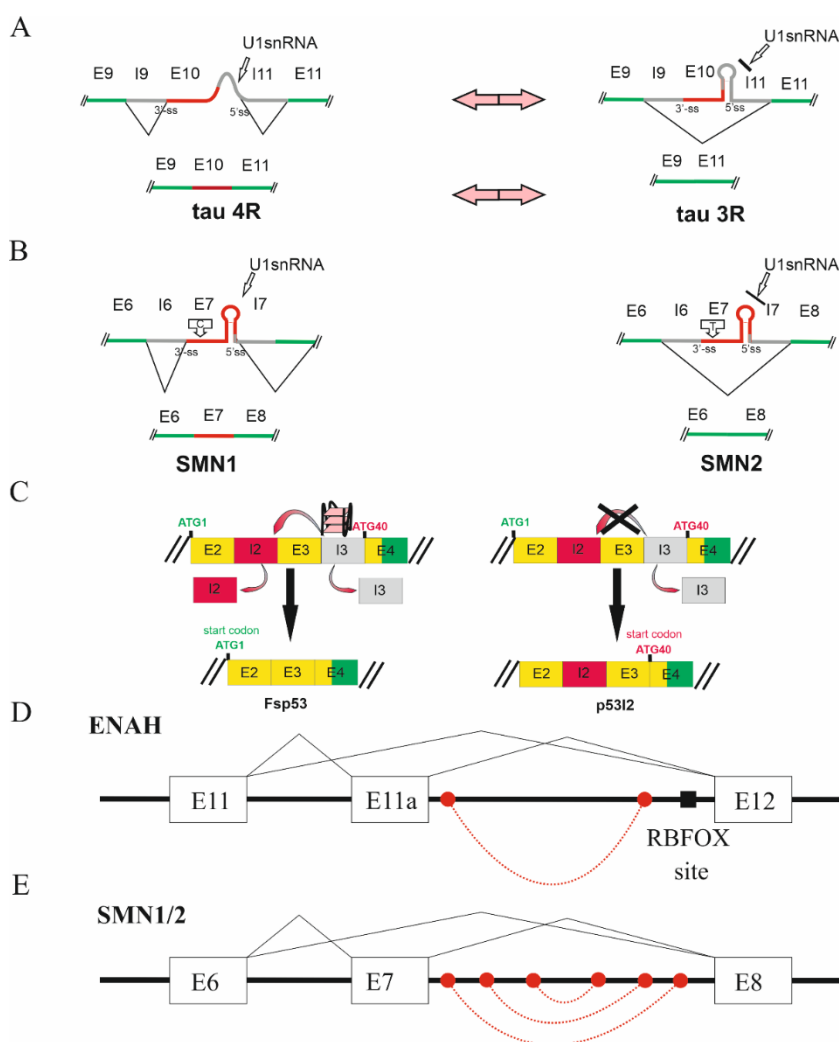 A
U1snRNA
E9 I9 E10 I11 E11
3'-ss 5'ss
E9 E10 E11
tau 4R
U1snRNA
E9 I9 E10 I11 E11
3'-ss 5'ss
E9 E11
tau 3R
B
U1snRNA
E6 I6 E7 I7
C
3'-ss 5'ss
E6 E7 E8
SMN1
U1snRNA
E6 I6 E7 I7 E8
T
3'-ss 5'ss
E6 E8
SMN2
C
ATG1 ATG40
E2 I2 E3 I3 E4
I2 I3
start codon
ATG1
E2 E3 E4
Fsp53
ATG1 ATG40
E2 I2 E3 I3 E4
I3
start codon
ATG40
E2 I2 E3 E4
p53I2
D
ENAH
E11 E11a E12
RBFOX
site
E
SMN1/2
E6 E7 E8